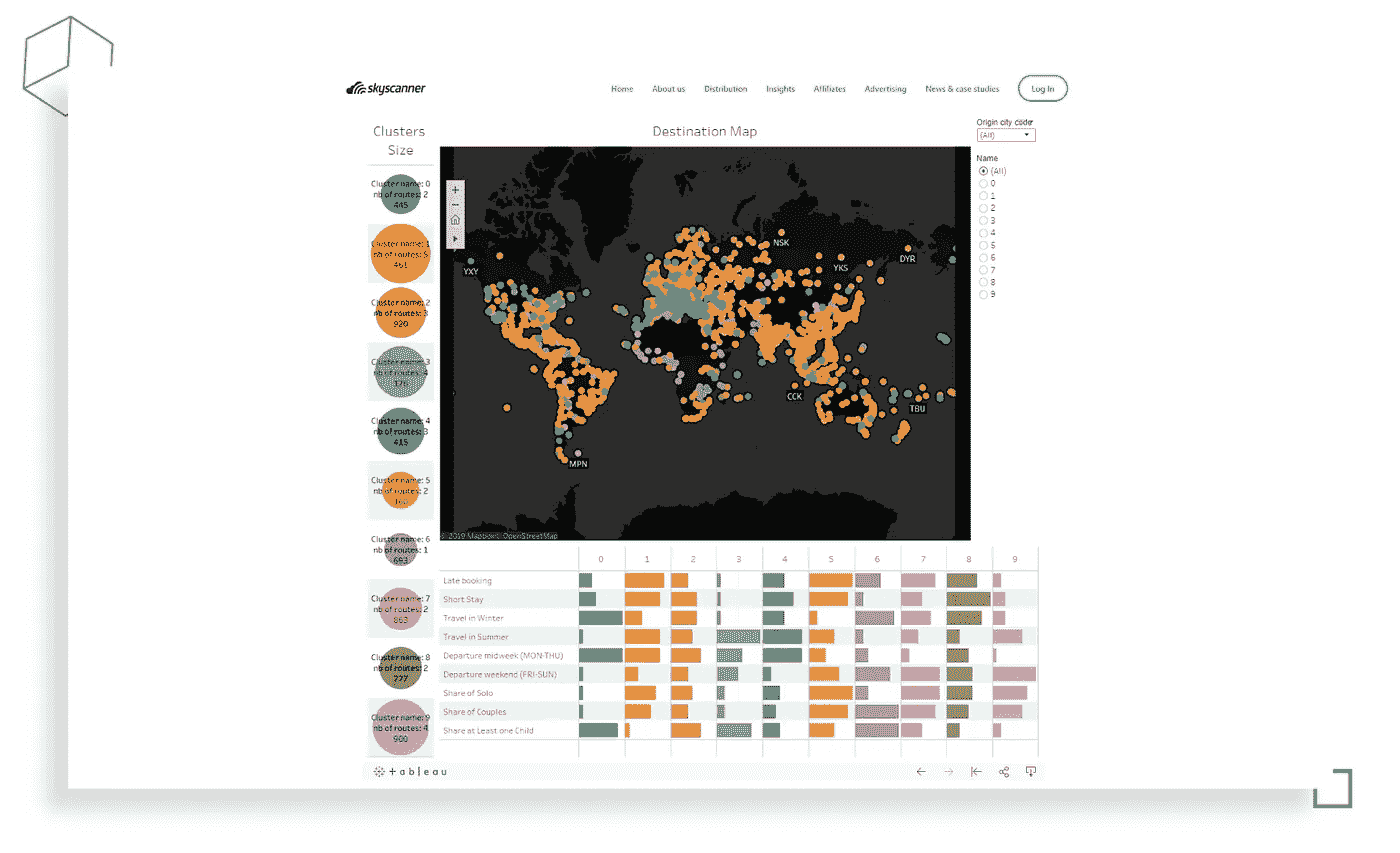 skyscanner
Home About us Distribution Insights Affiliates Advertising News & case studies Log In
Clusters
Size
Destination Map
Origin city code
(All)
Name
(All)
0
1
2
3
4
5
6
7
8
9
Cluster name: 0
nb of routes: 2
445
Cluster name: 1
nb of routes: 5
461
Cluster name: 2
nb of routes: 3
920
Cluster name: 3
nb of routes: 4
176
Cluster name: 4
nb of routes: 3
415
Cluster name: 5
nb of routes: 2
Cluster name: 6
nb of routes: 1
693
Cluster name: 7
nb of routes: 2
863
Cluster name: 8
nb of routes: 2
777
Cluster name: 9
nb of routes: 4
900
+
−
NSK
DYR
YXY
YKS
CCK
TBU
MPN
© 2019 Mapbox © OpenStreetMap
0 1 2 3 4 5 6 7 8 9
Late booking
Short Stay
Travel in Winter
Travel in Summer
Departure midweek (MON-THU)
Departure weekend (FRI-SUN)
Share of Solo
Share of Couples
Share at Least one Child
+ a b l e a u